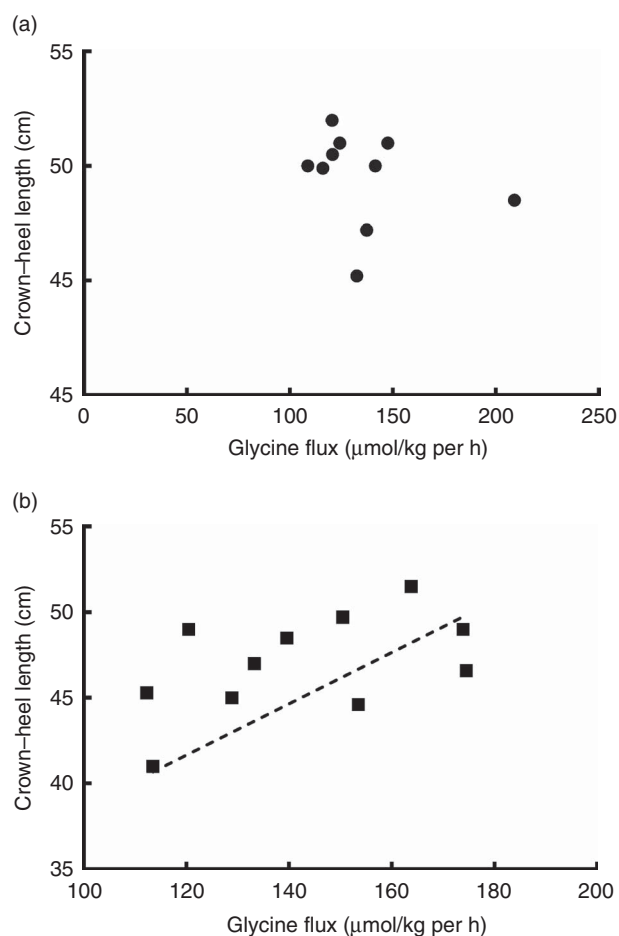 (a)
55
50
45
45
Crown–heel length (cm)
0 50 100 150 200 250
Glycine flux (μmol/kg per h)
(b)
55
50
45
40
35
Crown–heel length (cm)
100 120 140 160 180 200
Glycine flux (μmol/kg per h)